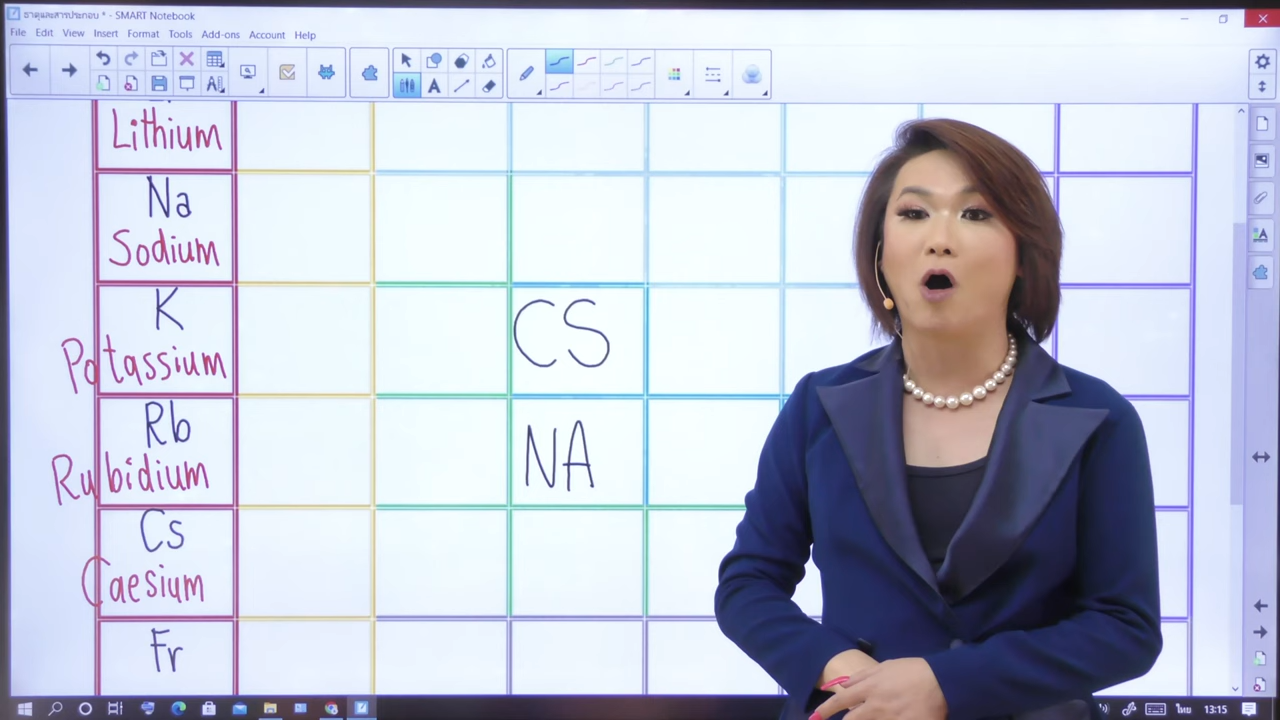 ธาตุและสารประกอบ * - SMART Notebook
File Edit View Insert Format Tools Add-ons Account Help
Lithium
Na
Sodium
K
Potassium
CS
Rb
Rubidium
NA
Cs
Caesium
Fr
ไทย 13:15